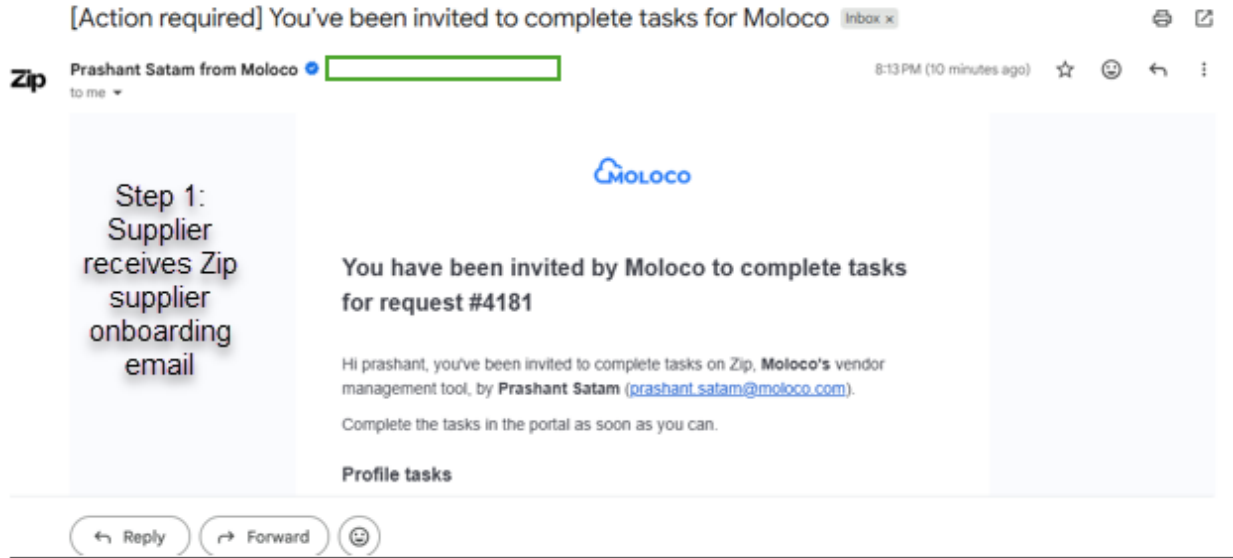 [Action required] You've been invited to complete tasks for Moloco Inbox x
Zip
Prashant Satam from Moloco
8:13 PM (10 minutes ago)
to me
MOLOCO
Step 1:
Supplier
receives Zip
supplier
onboarding
email
You have been invited by Moloco to complete tasks
for request #4181
Hi prashant, you've been invited to complete tasks on Zip, Moloco's vendor
management tool, by Prashant Satam (prashant.satam@moloco.com).
Complete the tasks in the portal as soon as you can.
Profile tasks
Reply
Forward